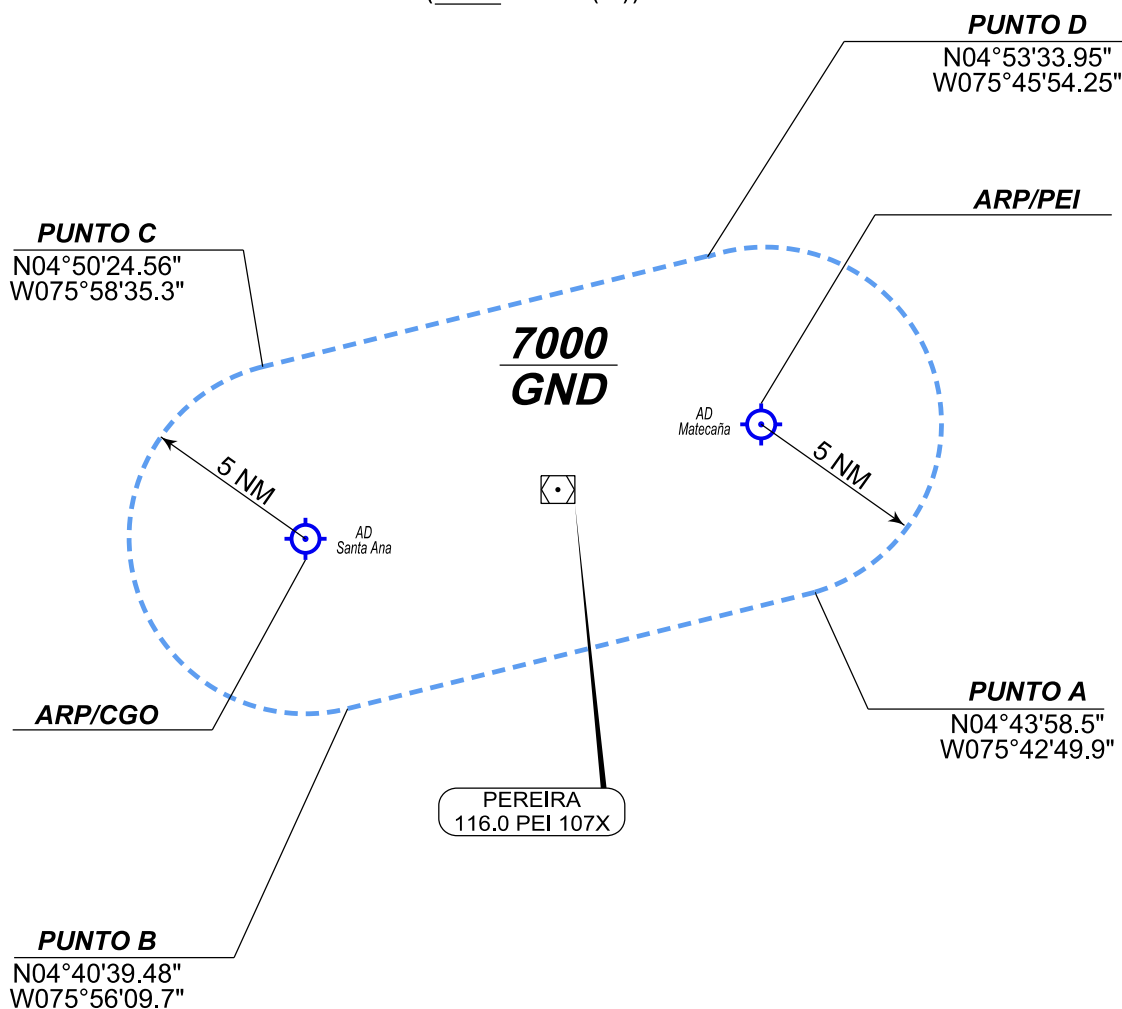 PUNTO D
N04°53'33.95"
W075°45'54.25"
ARP/PEI
PUNTO C
N04°50'24.56"
W075°58'35.3"
7000
GND
AD
Matecaña
5 NM
5 NM
AD
Santa Ana
ARP/CGO
PUNTO A
N04°43'58.5"
W075°42'49.9"
PEREIRA
116.0 PEI 107X
PUNTO B
N04°40'39.48"
W075°56'09.7"